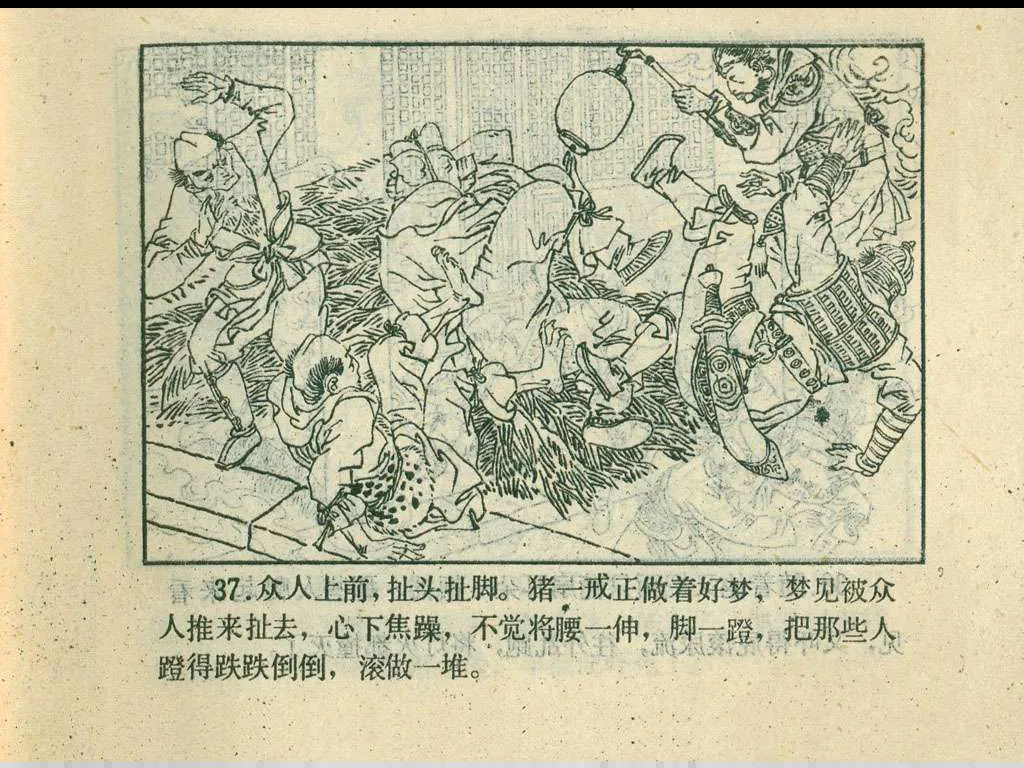 37.众人上前，扯头扯脚。猪一戒正做着好梦，梦见被众
人推来扯去，心下焦躁，不觉将腰一伸，脚一蹬，把那些人
蹬得跌跌倒倒，滚做一堆。